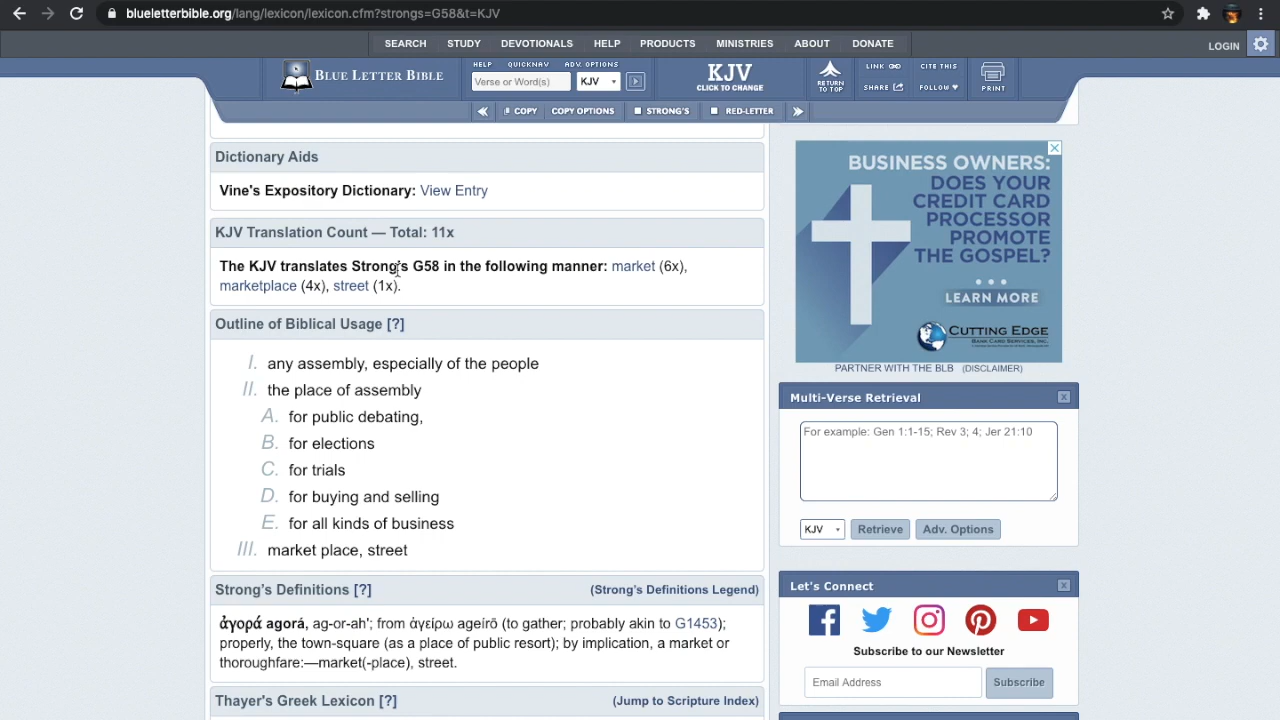 blueletterbible.org/lang/lexicon/lexicon.cfm?strongs=G58&t=KJV
SEARCH STUDY DEVOTIONALS HELP PRODUCTS MINISTRIES ABOUT DONATE
LOGIN
BLUE LETTER BIBLE
HELP QUICKNAV ADV. OPTIONS
Verse or Word(s) KJV
KJV
CLICK TO CHANGE
RETURN
TO TOP
LINK CITE THIS
SHARE FOLLOW
PRINT
COPY COPY OPTIONS STRONG'S RED-LETTER
Dictionary Aids
Vine's Expository Dictionary: View Entry
KJV Translation Count — Total: 11x
The KJV translates Strong's G58 in the following manner: market (6x),
marketplace (4x), street (1x).
Outline of Biblical Usage [?]
I. any assembly, especially of the people
II. the place of assembly
A. for public debating,
B. for elections
C. for trials
D. for buying and selling
E. for all kinds of business
III. market place, street
Strong's Definitions [?] (Strong's Definitions Legend)
ἀγορά agorá, ag-or-ah'; from ἀγείρω ageírō (to gather; probably akin to G1453);
properly, the town-square (as a place of public resort); by implication, a market or
thoroughfare:—market(-place), street.
Thayer's Greek Lexicon [?] (Jump to Scripture Index)
BUSINESS OWNERS:
DOES YOUR
CREDIT CARD
PROCESSOR
PROMOTE
THE GOSPEL?
LEARN MORE
CUTTING EDGE
BANK CARD SERVICES, INC.
PARTNER WITH THE BLB (DISCLAIMER)
Multi-Verse Retrieval x
For example: Gen 1:1-15; Rev 3; 4; Jer 21:10
KJV Retrieve Adv. Options
Let's Connect x
Subscribe to our Newsletter
Email Address Subscribe